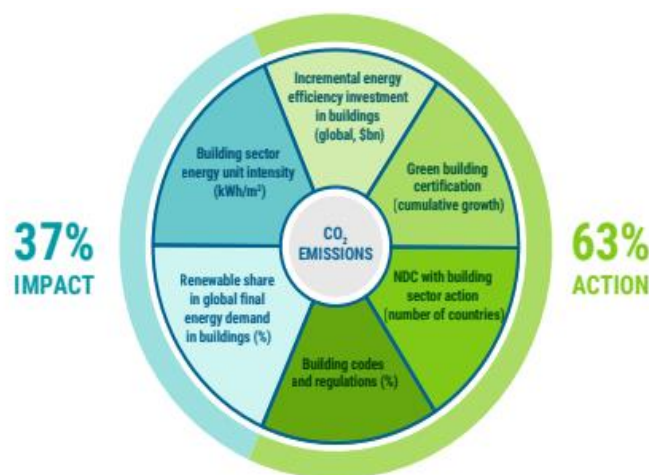 Incremental energy
efficiency investment
in buildings
(global, $bn)
Green building
certification
(cumulative growth)
NDC with building
sector action
(number of countries)
Building codes
and regulations (%)
Renewable share
in global final
energy demand
in buildings (%)
Building sector
energy unit intensity
(kWh/m²)
CO₂
EMISSIONS
37%
IMPACT
63%
ACTION